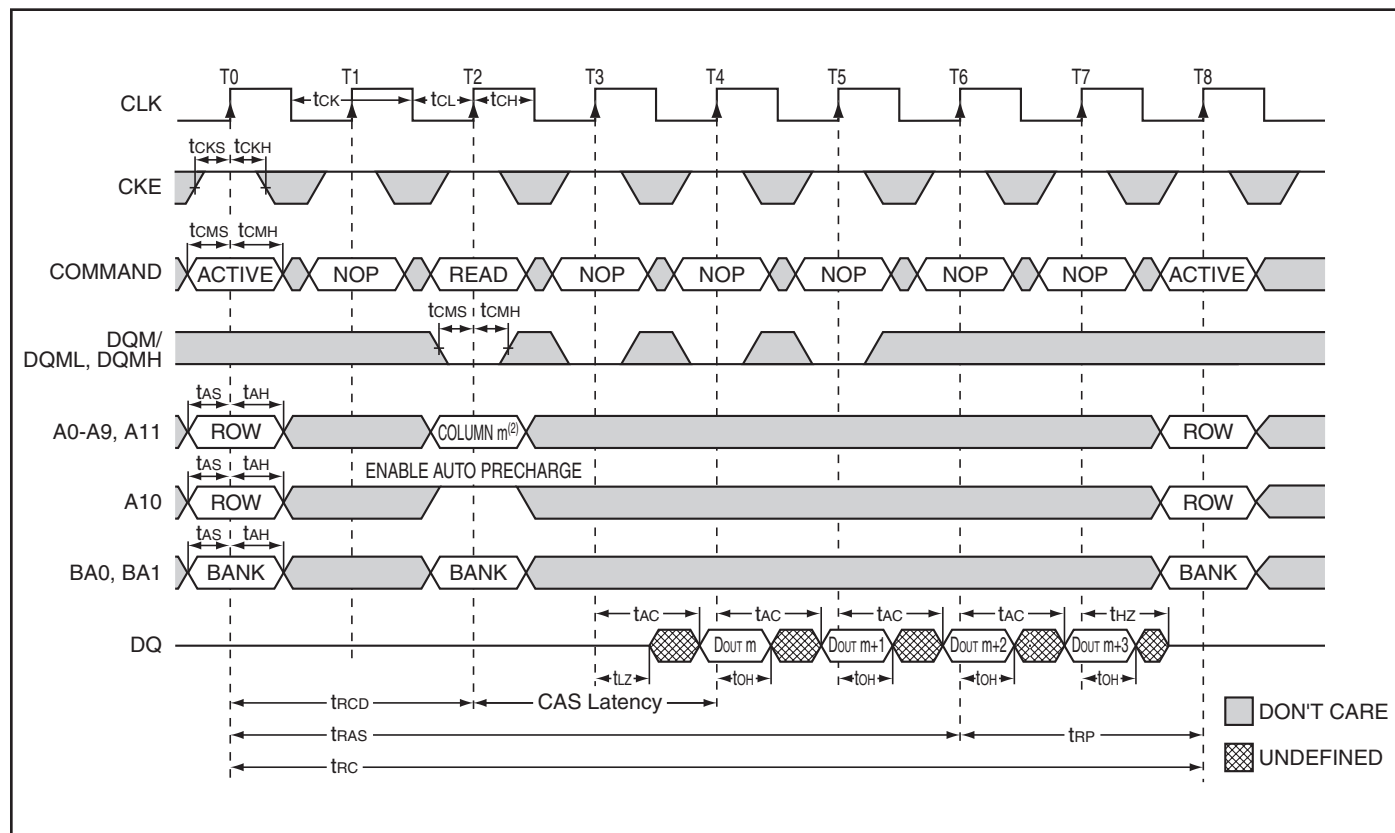 T0 T1 T2 T3 T4 T5 T6 T7 T8
CLK tCK tCL tCH
tCKS tCKH
CKE
tCMS tCMH
COMMAND ACTIVE NOP READ NOP NOP NOP NOP NOP ACTIVE
tCMS tCMH
DQM/
DQML, DQMH
tAS tAH
A0-A9, A11 ROW COLUMN m(2) ROW
tAS tAH ENABLE AUTO PRECHARGE
A10 ROW ROW
tAS tAH
BA0, BA1 BANK BANK BANK
tAC tAC tAC tAC tHZ
DQ DOUT m DOUT m+1 DOUT m+2 DOUT m+3
tLZ tOH tOH tOH tOH
tRCD CAS Latency
tRAS tRP
tRC
DON'T CARE
UNDEFINED